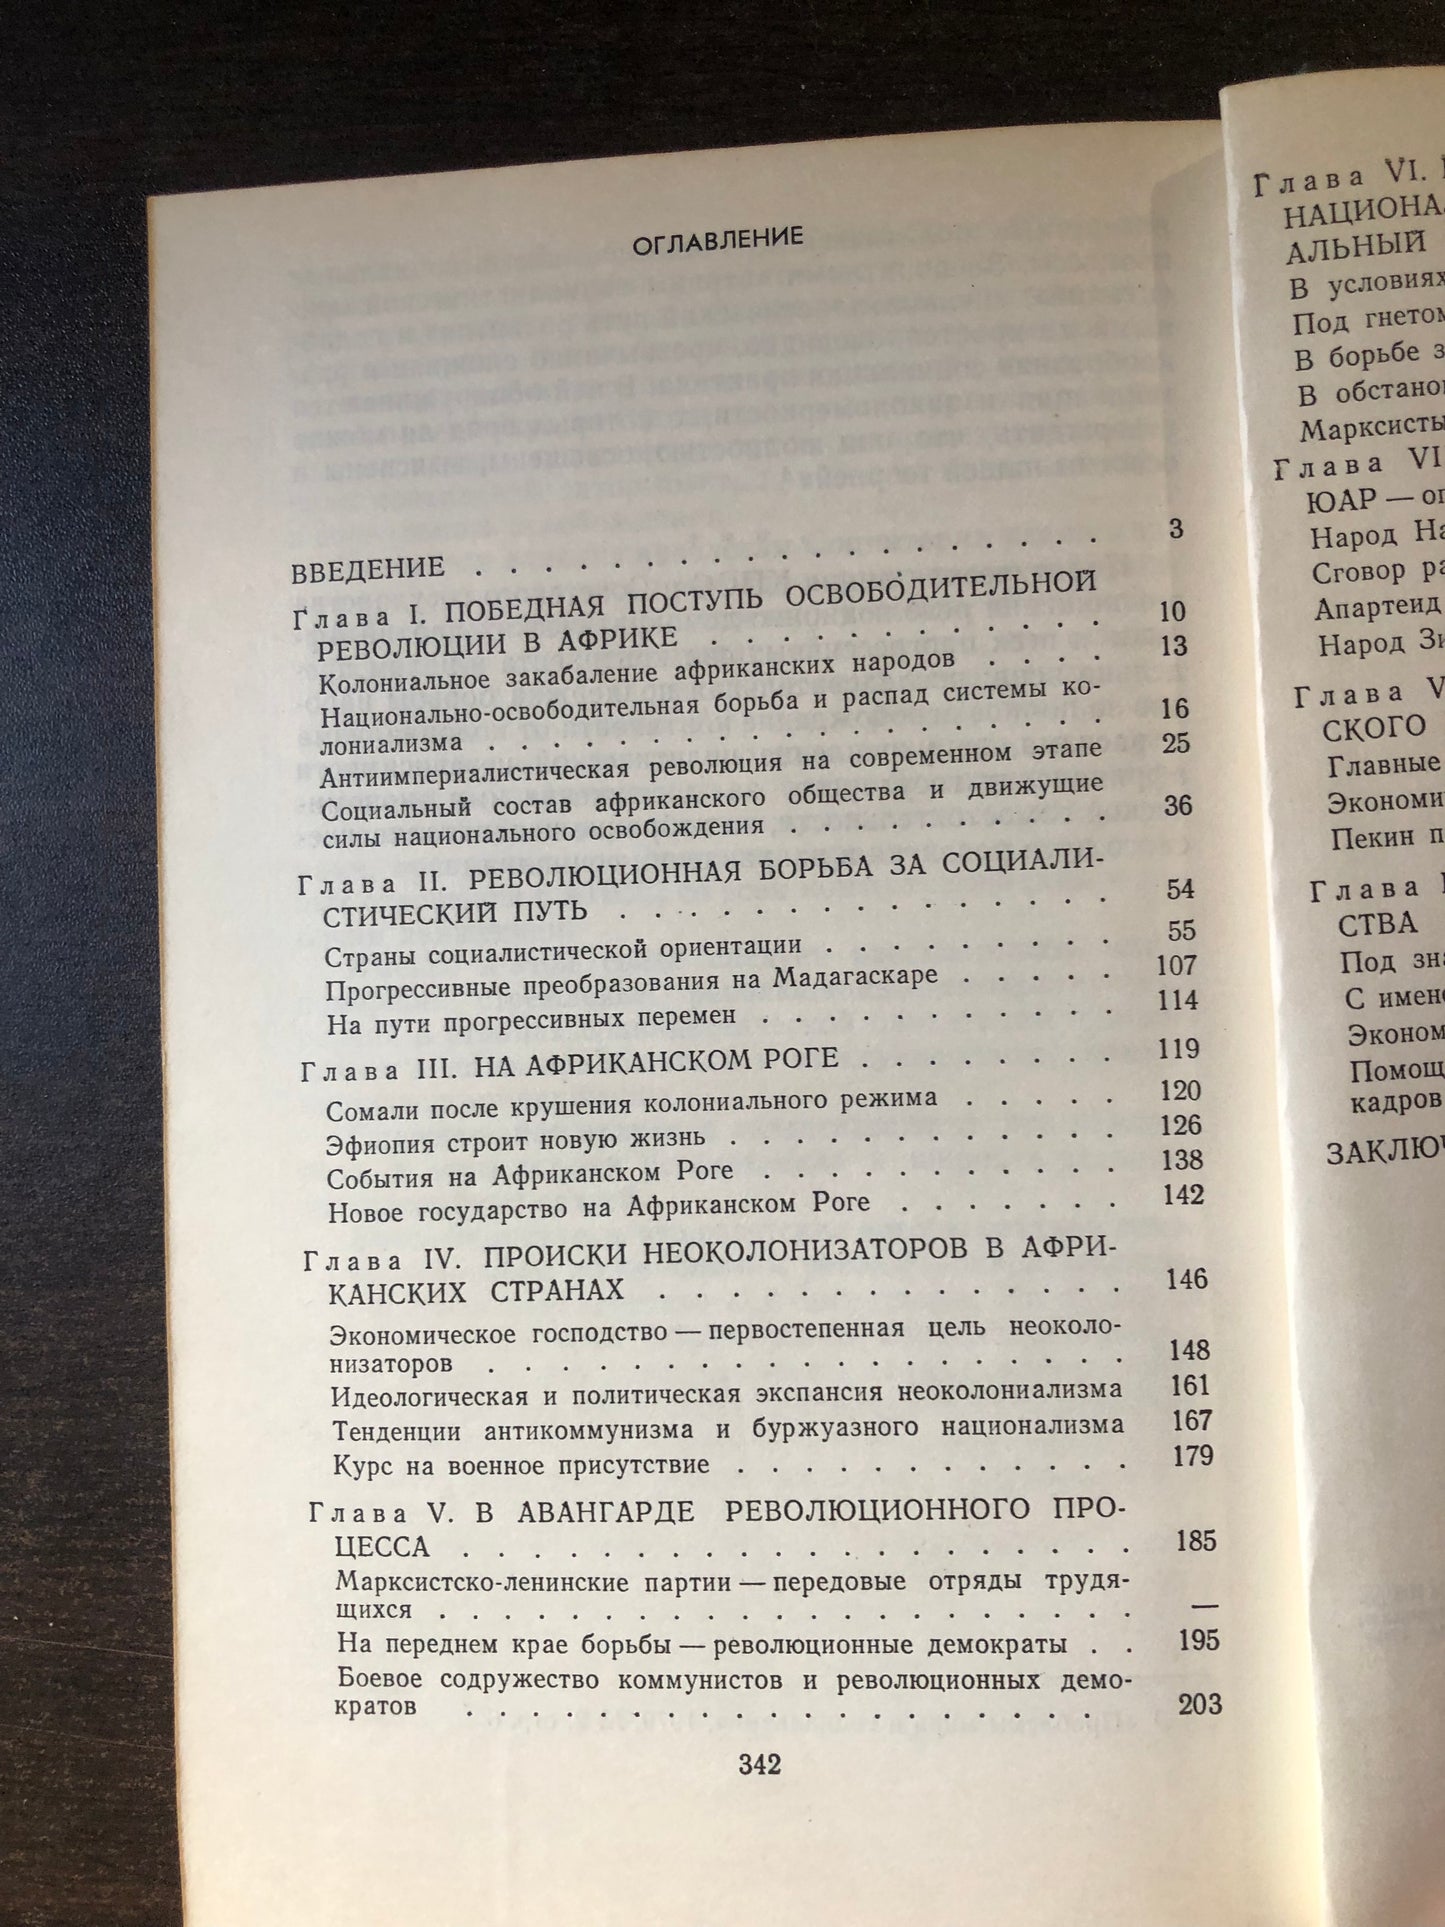 ОГЛАВЛЕНИЕ
ВВЕДЕНИЕ . . . . . . . . . . . . . . . . . 3
Глава I. ПОБЕДНАЯ ПОСТУПЬ ОСВОБОДИТЕЛЬНОЙ
РЕВОЛЮЦИИ В АФРИКЕ . . . . . . . . . . . 10
Колониальное закабаление африканских народов . . . . 13
Национально-освободительная борьба и распад системы ко-
лониализма . . . . . . . . . . . . . . . . 16
Антиимпериалистическая революция на современном этапе 25
Социальный состав африканского общества и движущие
силы национального освобождения . . . . . . . . . 36
Глава II. РЕВОЛЮЦИОННАЯ БОРЬБА ЗА СОЦИАЛИ-
СТИЧЕСКИЙ ПУТЬ . . . . . . . . . . . . . 54
Страны социалистической ориентации . . . . . . . . 55
Прогрессивные преобразования на Мадагаскаре . . . . . 107
На пути прогрессивных перемен . . . . . . . . . . 114
Глава III. НА АФРИКАНСКОМ РОГЕ . . . . . . . . 119
Сомали после крушения колониального режима . . . . . 120
Эфиопия строит новую жизнь . . . . . . . . . . . 126
События на Африканском Роге . . . . . . . . . . 138
Новое государство на Африканском Роге . . . . . . . 142
Глава IV. ПРОИСКИ НЕОКОЛОНИЗАТОРОВ В АФРИ-
КАНСКИХ СТРАНАХ . . . . . . . . . . . . . 146
Экономическое господство — первостепенная цель неоколо-
низаторов . . . . . . . . . . . . . . . . . 148
Идеологическая и политическая экспансия неоколониализма 161
Тенденции антикоммунизма и буржуазного национализма 167
Курс на военное присутствие . . . . . . . . . . . 179
Глава V. В АВАНГАРДЕ РЕВОЛЮЦИОННОГО ПРО-
ЦЕССА . . . . . . . . . . . . . . . . . . 185
Марксистско-ленинские партии — передовые отряды трудя-
щихся . . . . . . . . . . . . . . . . . . —
На переднем крае борьбы — революционные демократы . . 195
Боевое содружество коммунистов и революционных демо-
кратов . . . . . . . . . . . . . . . . . 203
342
Глава VI.
НАЦИОНАЛ
АЛЬНЫЙ
В условиях
Под гнетом
В борьбе
В обстанов
Марксисты
Глава VI
ЮАР —
Народ
Сговор
Апартеид
Народ
Глава V
СКОГО
Главные
Экономи
Пекин п
Глава
СТВА
Под
С
Эконом
Помощ
кадров
ЗАКЛЮЧ